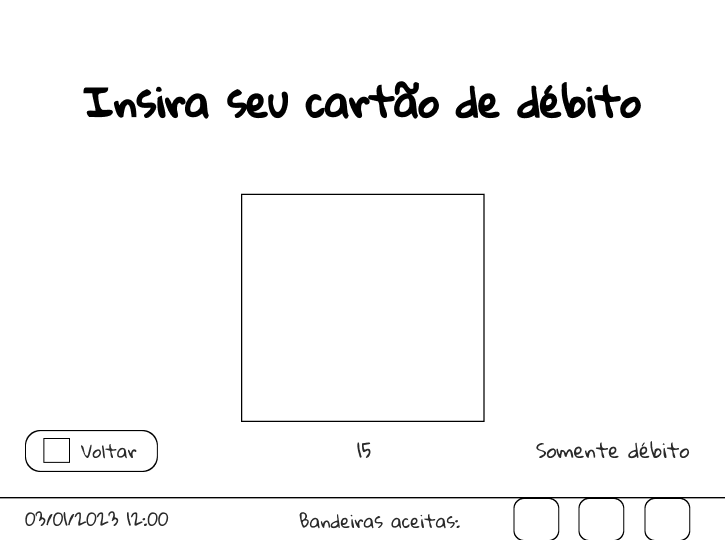 Insira seu cartão de débito
Voltar
15
Somente débito
03/01/2023 12:00
Bandeiras aceitas: